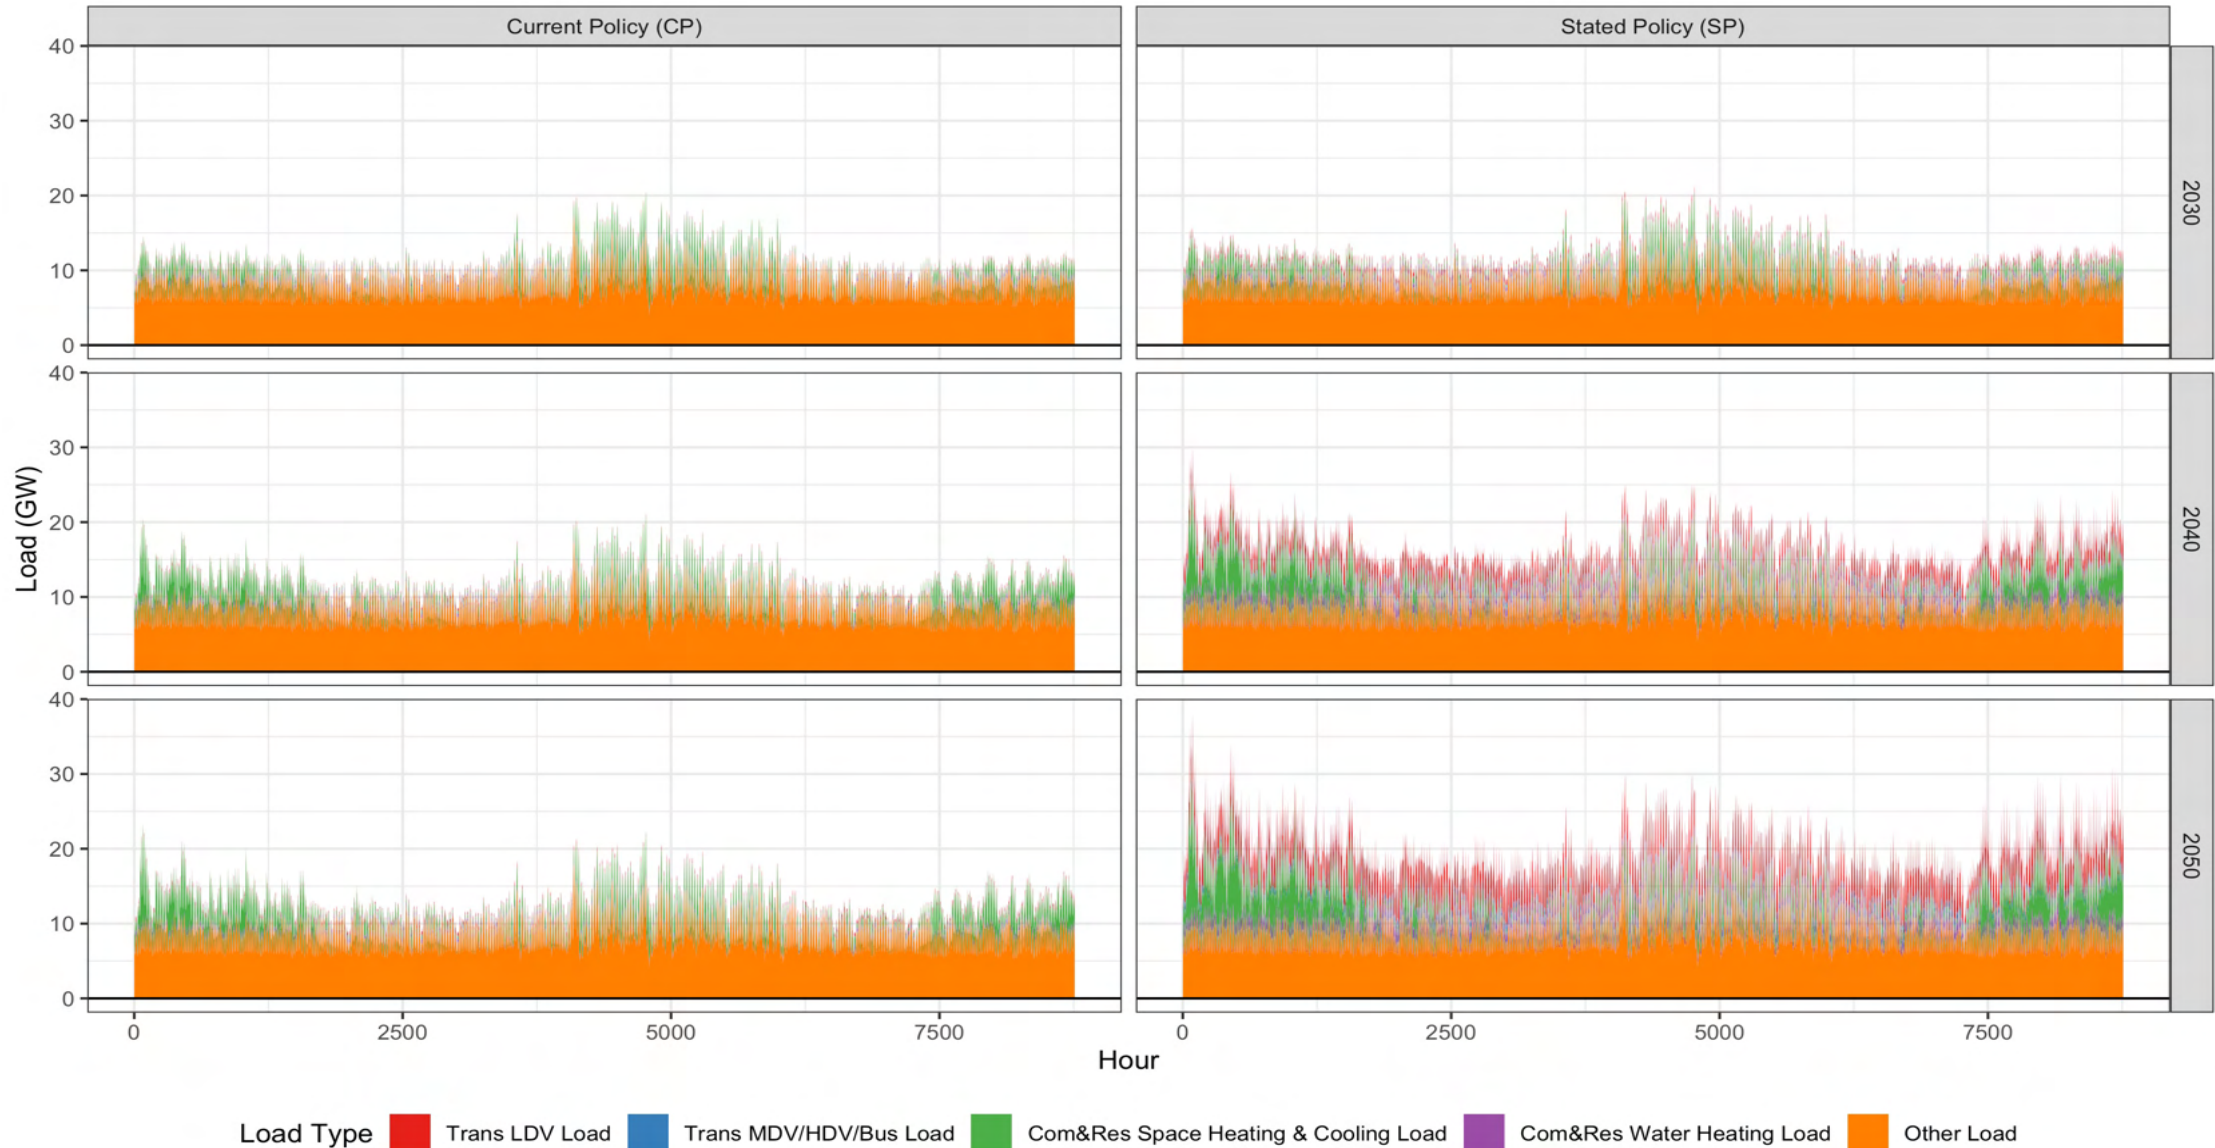 Current Policy (CP)
Stated Policy (SP)
40
30
20
10
0
2030
40
30
20
10
0
2040
40
30
20
10
0
2050
Load (GW)
0 2500 5000 7500
0 2500 5000 7500
Hour
Load Type Trans LDV Load Trans MDV/HDV/Bus Load Com&Res Space Heating & Cooling Load Com&Res Water Heating Load Other Load